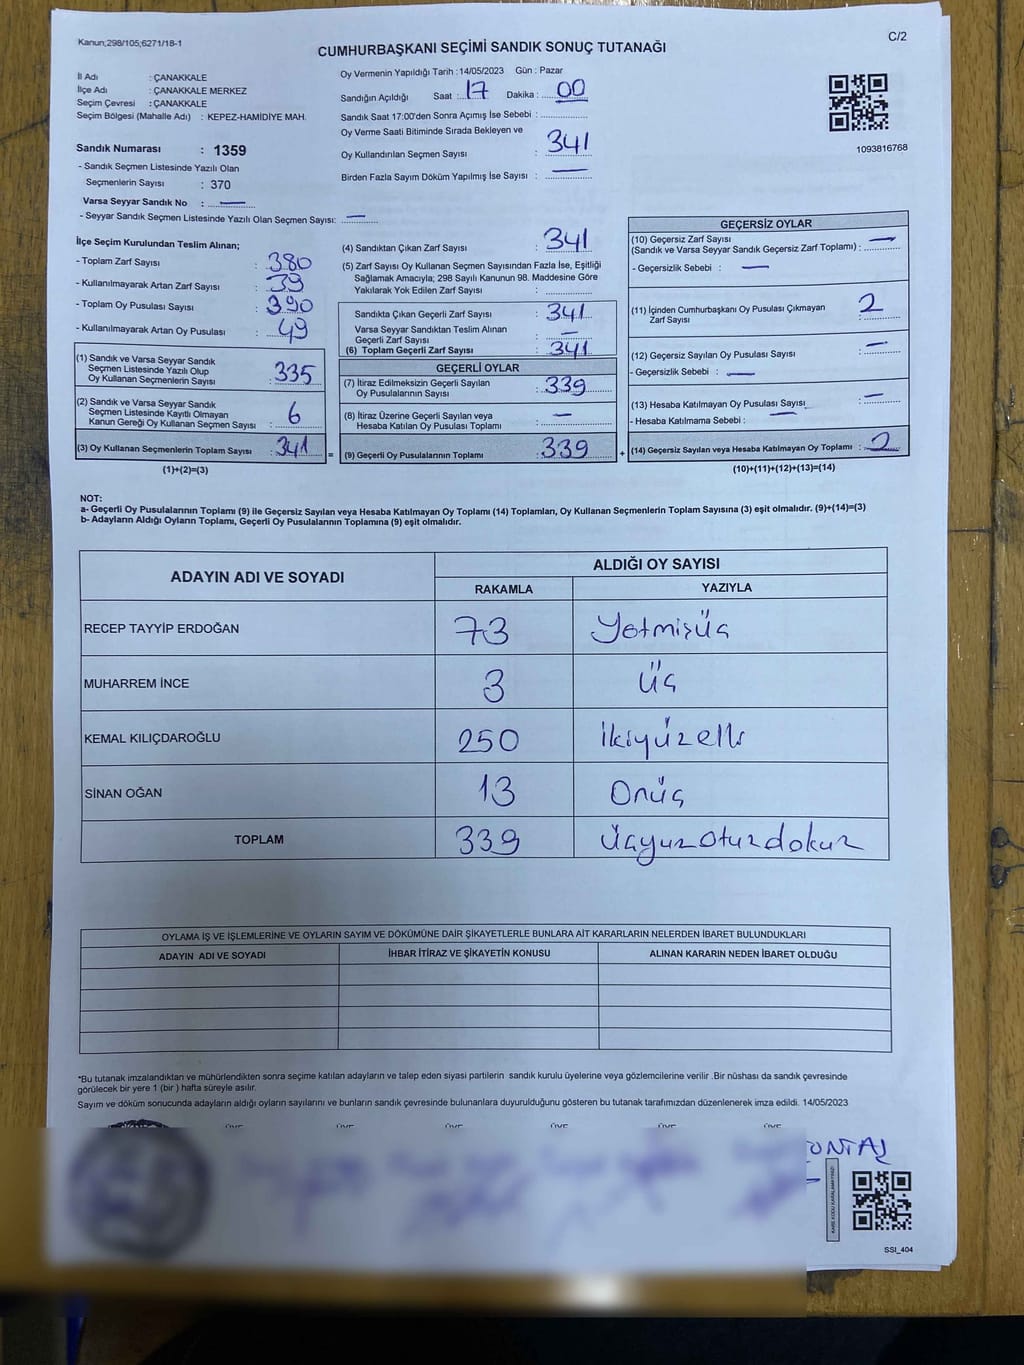 Kanun;298/105;6271/18-1
C/2
CUMHURBAŞKANI SEÇİMİ SANDIK SONUÇ TUTANAĞI
İl Adı : ÇANAKKALE
İlçe Adı : ÇANAKKALE MERKEZ
Seçim Çevresi : ÇANAKKALE
Seçim Bölgesi (Mahalle Adı) : KEPEZ-HAMİDİYE MAH.
Sandık Numarası : 1359
- Sandık Seçmen Listesinde Yazılı Olan
Seçmenlerin Sayısı : 370
Varsa Seyyar Sandık No : —
- Seyyar Sandık Seçmen Listesinde Yazılı Olan Seçmen Sayısı: —
Oy Vermenin Yapıldığı Tarih : 14/05/2023 Gün : Pazar
Sandığın Açıldığı Saat : 17 Dakika : 00
Sandık Saat 17:00'den Sonra Açımış İse Sebebi :
Oy Verme Saati Bitiminde Sırada Bekleyen ve
Oy Kullandırılan Seçmen Sayısı : 341
Birden Fazla Sayım Döküm Yapılmış İse Sayısı : —
1093816768
İlçe Seçim Kurulundan Teslim Alınan;
- Toplam Zarf Sayısı : 380
- Kullanılmayarak Artan Zarf Sayısı : 39
- Toplam Oy Pusulası Sayısı : 390
- Kullanılmayarak Artan Oy Pusulası : 49
(1) Sandık ve Varsa Seyyar Sandık
Seçmen Listesinde Yazılı Olup
Oy Kullanan Seçmenlerin Sayısı : 335
(2) Sandık ve Varsa Seyyar Sandık
Seçmen Listesinde Kayıtlı Olmayan
Kanun Gereği Oy Kullanan Seçmen Sayısı : 6
(3) Oy Kullanan Seçmenlerin Toplam Sayısı : 341
(1)+(2)=(3)
(4) Sandıktan Çıkan Zarf Sayısı : 341
(5) Zarf Sayısı Oy Kullanan Seçmen Sayısından Fazla İse, Eşitliği
Sağlamak Amacıyla; 298 Sayılı Kanunun 98. Maddesine Göre
Yakılarak Yok Edilen Zarf Sayısı :
Sandıkta Çıkan Geçerli Zarf Sayısı : 341
Varsa Seyyar Sandıktan Teslim Alınan
Geçerli Zarf Sayısı : —
(6) Toplam Geçerli Zarf Sayısı : 341
GEÇERLİ OYLAR
(7) İtiraz Edilmeksizin Geçerli Sayılan
Oy Pusulalarının Sayısı : 339
(8) İtiraz Üzerine Geçerli Sayılan veya
Hesaba Katılan Oy Pusulası Toplamı : —
= (9) Geçerli Oy Pusulalarının Toplamı : 339 +
GEÇERSİZ OYLAR
(10) Geçersiz Zarf Sayısı
(Sandık ve Varsa Seyyar Sandık Geçersiz Zarf Toplamı) : —
- Geçersizlik Sebebi : —
(11) İçinden Cumhurbaşkanı Oy Pusulası Çıkmayan
Zarf Sayısı : 2
(12) Geçersiz Sayılan Oy Pusulası Sayısı : —
- Geçersizlik Sebebi : —
(13) Hesaba Katılmayan Oy Pusulası Sayısı : —
- Hesaba Katılmama Sebebi : —
(14) Geçersiz Sayılan veya Hesaba Katılmayan Oy Toplamı : 2
(10)+(11)+(12)+(13)=(14)
NOT:
a- Geçerli Oy Pusulalarının Toplamı (9) ile Geçersiz Sayılan veya Hesaba Katılmayan Oy Toplamı (14) Toplamları, Oy Kullanan Seçmenlerin Toplam Sayısına (3) eşit olmalıdır. (9)+(14)=(3)
b- Adayların Aldığı Oyların Toplamı, Geçerli Oy Pusulalarının Toplamına (9) eşit olmalıdır.
ADAYIN ADI VE SOYADI
ALDIĞI OY SAYISI
RAKAMLA YAZIYLA
RECEP TAYYİP ERDOĞAN 73 Yetmişüç
MUHARREM İNCE 3 Üç
KEMAL KILIÇDAROĞLU 250 İkiyüzelli
SİNAN OĞAN 13 Onüç
TOPLAM 339 Üçyüzotuzdokuz
OYLAMA İŞ VE İŞLEMLERİNE VE OYLARIN SAYIM VE DÖKÜMÜNE DAİR ŞİKAYETLERLE BUNLARA AİT KARARLARIN NELERDEN İBARET BULUNDUKLARI
ADAYIN ADI VE SOYADI İHBAR İTİRAZ VE ŞİKAYETİN KONUSU ALINAN KARARIN NEDEN İBARET OLDUĞU
*Bu tutanak imzalandıktan ve mühürlendikten sonra seçime katılan adayların ve talep eden siyasi partilerin sandık kurulu üyelerine veya gözlemcilerine verilir .Bir nüshası da sandık çevresinde
görülecek bir yere 1 (bir ) hafta süreyle asılır.
Sayım ve döküm sonucunda adayların aldığı oyların sayılarını ve bunların sandık çevresinde bulunanlara duyurulduğunu gösteren bu tutanak tarafımızdan düzenlenerek imza edildi. 14/05/2023
KARE KODU KARALAMAYINIZ!
SSI_404